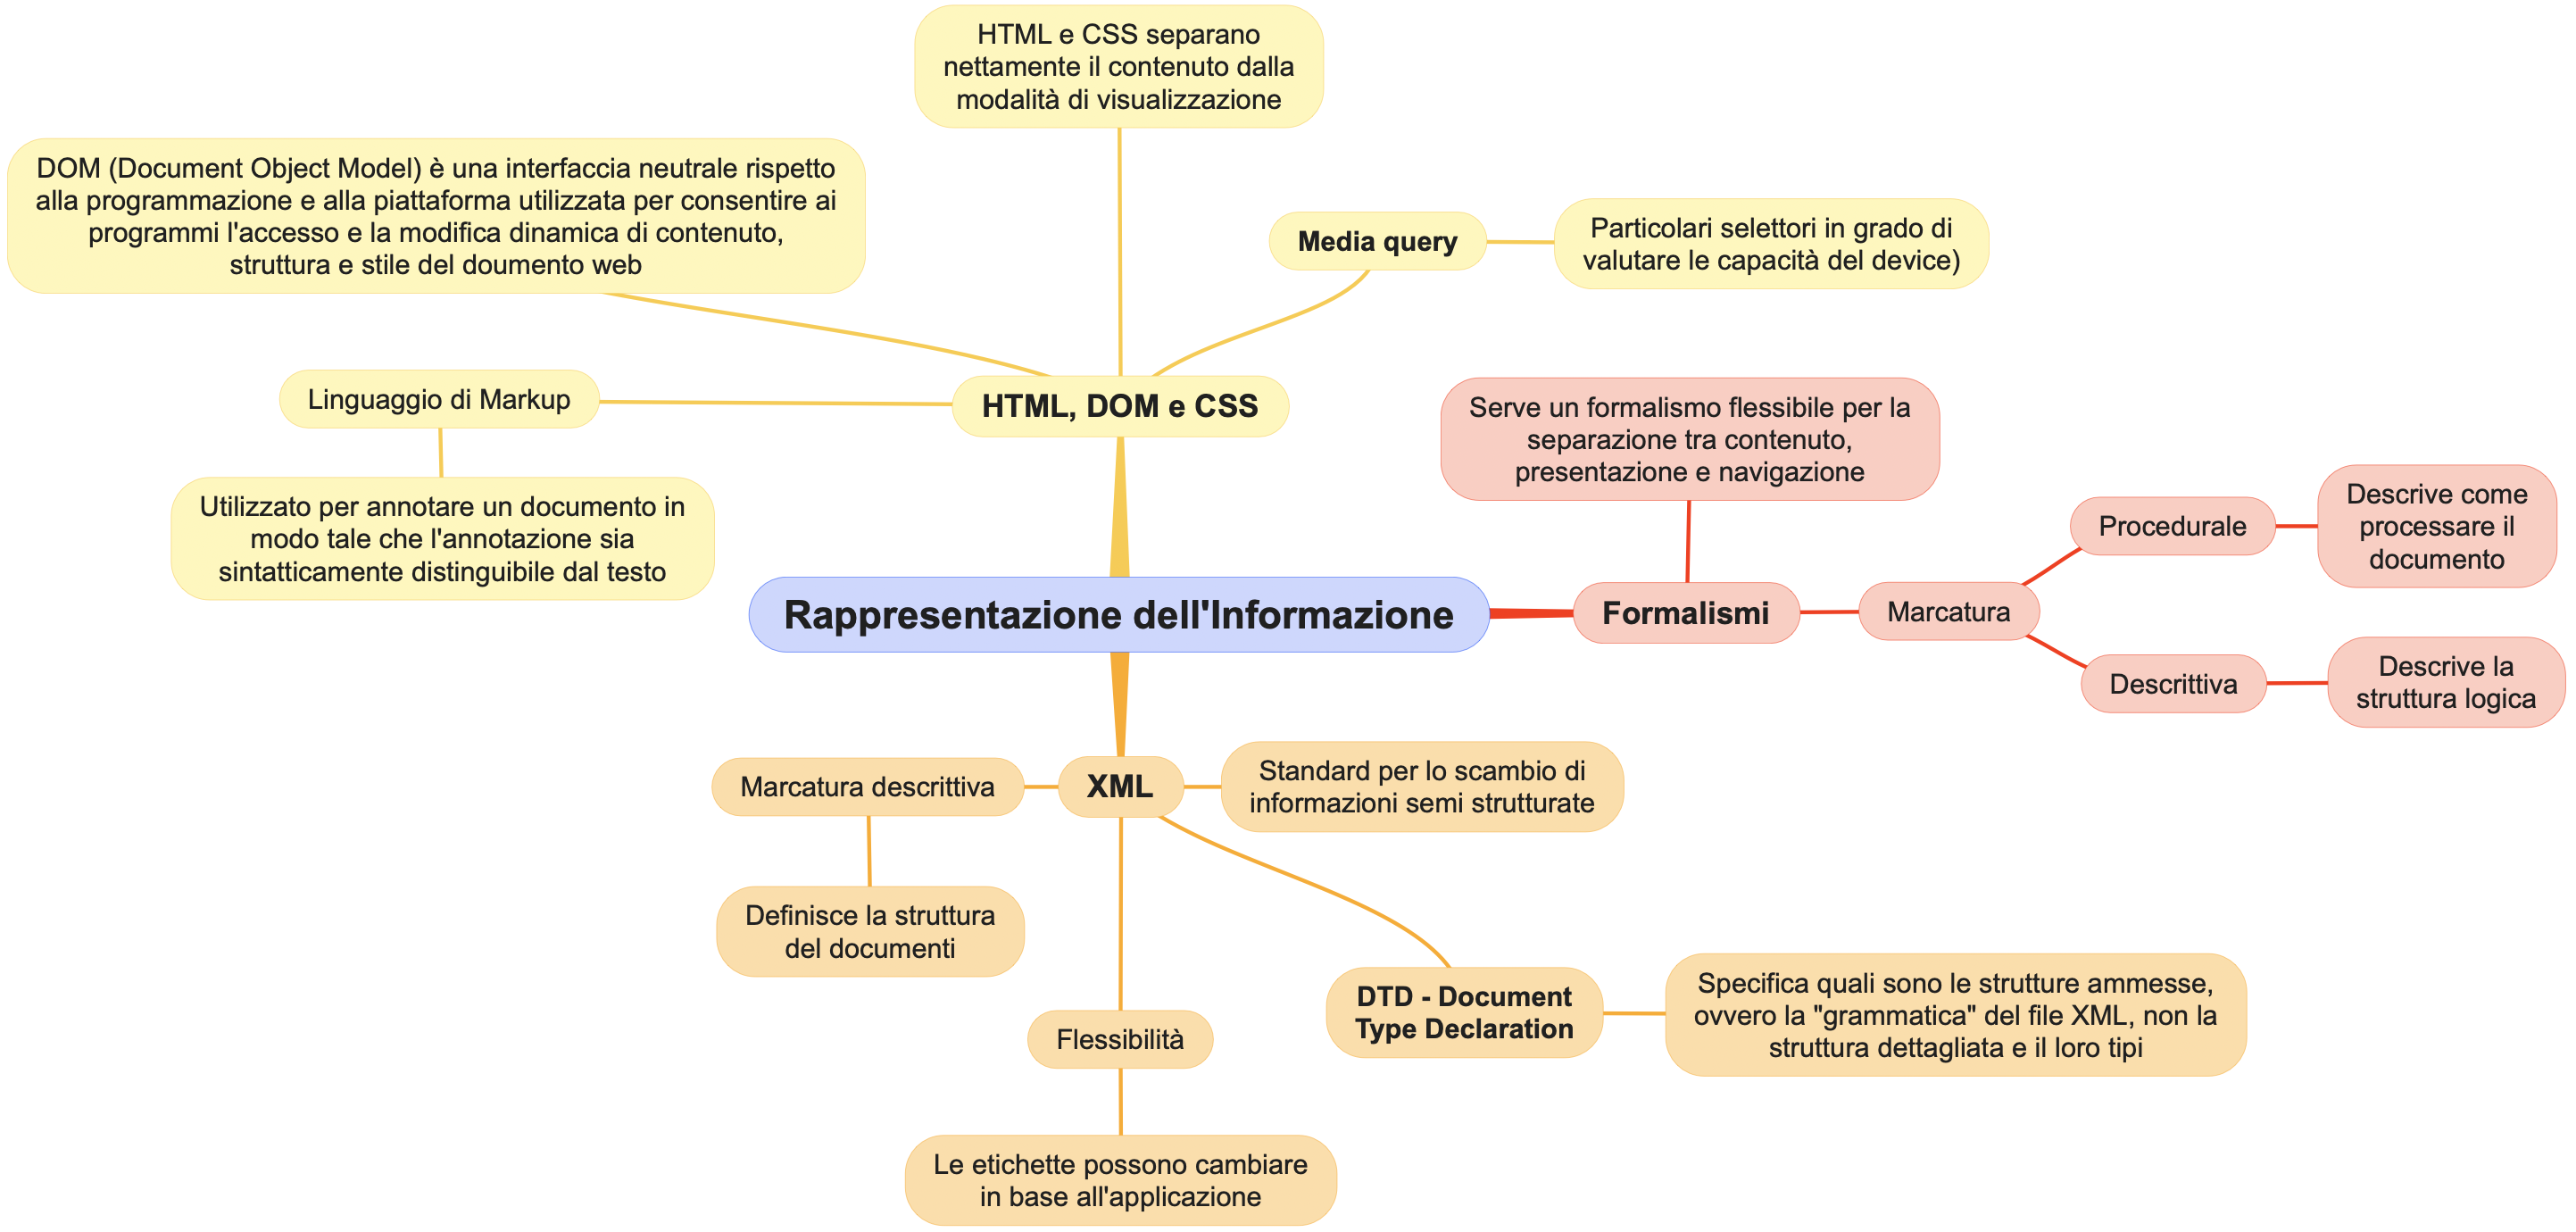 HTML e CSS separano
nettamente il contenuto dalla
modalità di visualizzazione
DOM (Document Object Model) è una interfaccia neutrale rispetto
alla programmazione e alla piattaforma utilizzata per consentire ai
programmi l'accesso e la modifica dinamica di contenuto,
struttura e stile del doumento web
Media query
Particolari selettori in grado di
valutare le capacità del device)
Linguaggio di Markup
HTML, DOM e CSS
Utilizzato per annotare un documento in
modo tale che l'annotazione sia
sintatticamente distinguibile dal testo
Serve un formalismo flessibile per la
separazione tra contenuto,
presentazione e navigazione
Rappresentazione dell'Informazione
Formalismi
Marcatura
Procedurale
Descrive come
processare il
documento
Descrittiva
Descrive la
struttura logica
Marcatura descrittiva
XML
Standard per lo scambio di
informazioni semi strutturate
Definisce la struttura
del documenti
Flessibilità
DTD - Document
Type Declaration
Specifica quali sono le strutture ammesse,
ovvero la "grammatica" del file XML, non la
struttura dettagliata e il loro tipi
Le etichette possono cambiare
in base all'applicazione